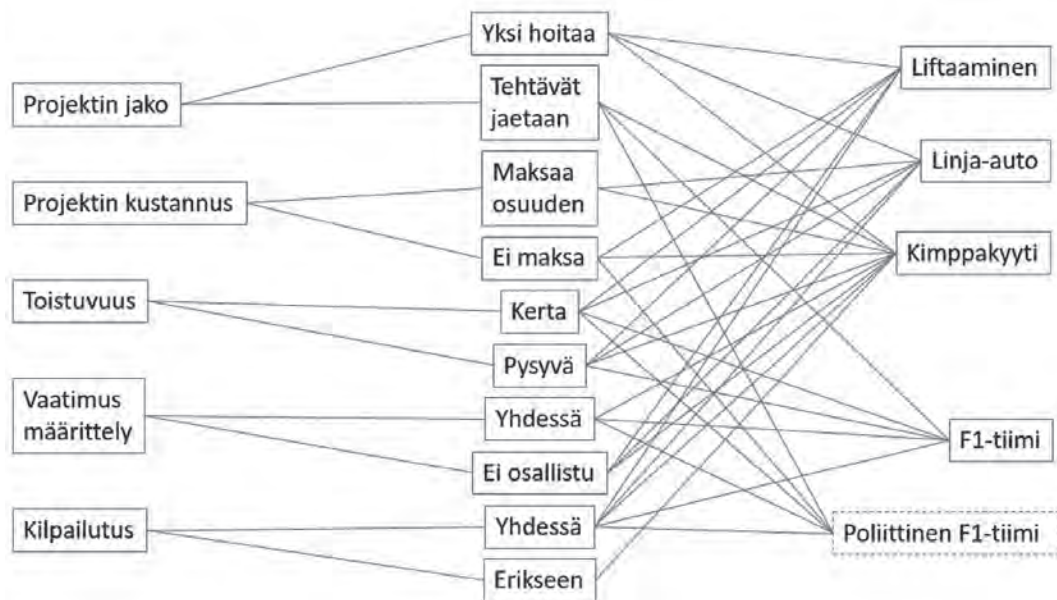 Projektin jako
Projektin kustannus
Toistuvuus
Vaatimus
määrittely
Kilpailutus
Yksi hoitaa
Tehtävät
jaetaan
Maksaa
osuuden
Ei maksa
Kerta
Pysyvä
Yhdessä
Ei osallistu
Yhdessä
Erikseen
Liftaaminen
Linja-auto
Kimppakyyti
F1-tiimi
Poliittinen F1-tiimi